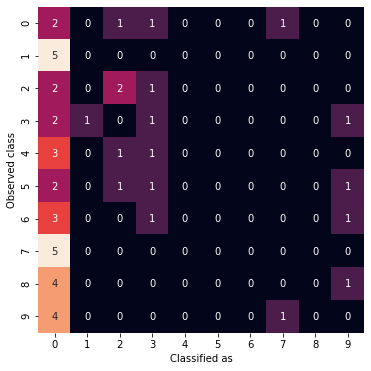 0 2 0 1 1 0 0 0 1 0 0
1 5 0 0 0 0 0 0 0 0 0
2 2 0 2 1 0 0 0 0 0 0
3 2 1 0 1 0 0 0 0 0 1
4 3 0 1 1 0 0 0 0 0 0
5 2 0 1 1 0 0 0 0 0 1
6 3 0 0 1 0 0 0 0 0 1
7 5 0 0 0 0 0 0 0 0 0
8 4 0 0 0 0 0 0 0 0 1
9 4 0 0 0 0 0 0 1 0 0
Observed class
0 1 2 3 4 5 6 7 8 9
Classified as